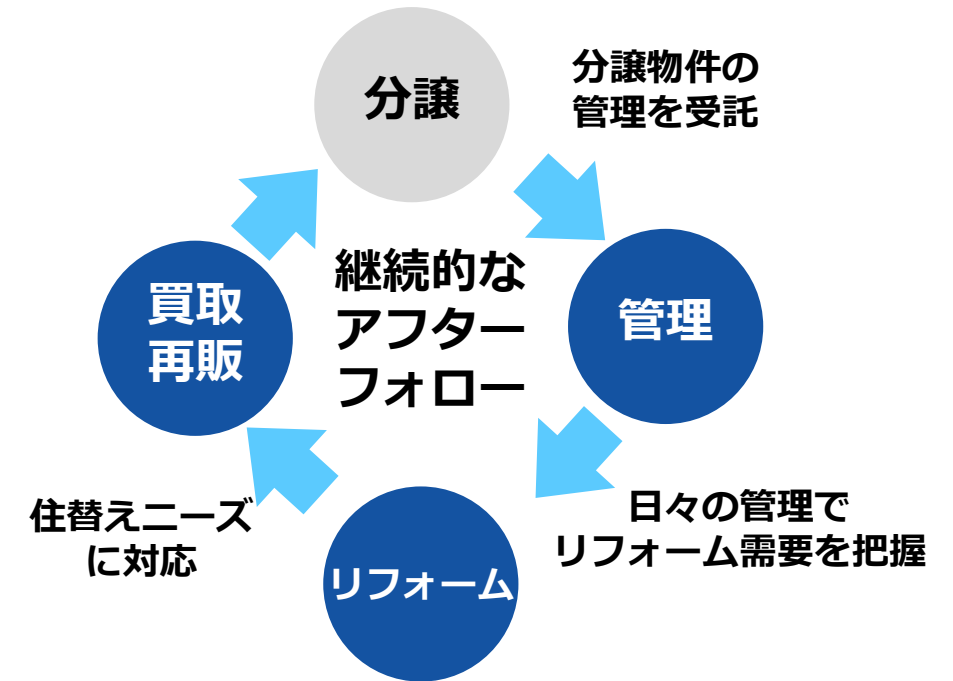 分譲
分譲物件の
管理を受託
継続的な
アフター
フォロー
管理
買取
再販
日々の管理で
リフォーム需要を把握
リフォーム
住替えニーズ
に対応